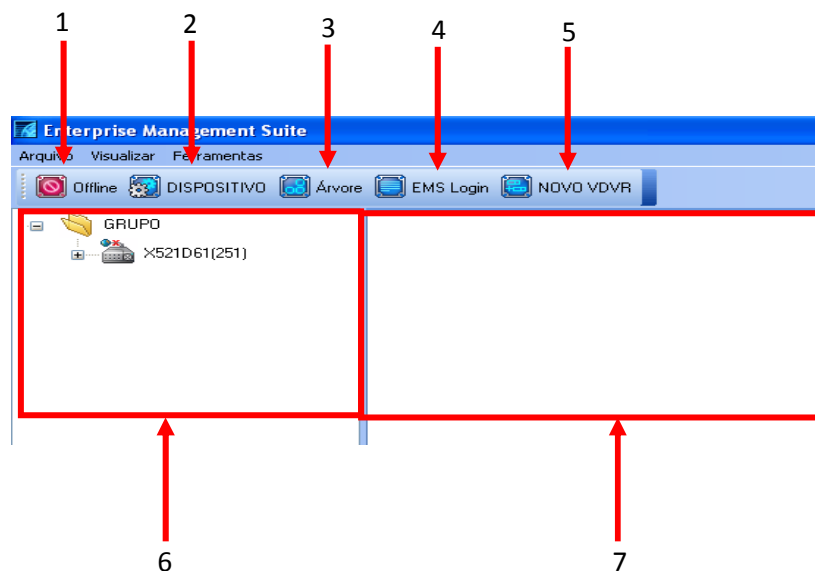 1 2 3 4 5
Enterprise Management Suite
Arquivo Visualizar Ferramentas
Offline DISPOSITIVO Árvore EMS Login NOVO VDVR
GRUPO
X521D61(251)
6 7